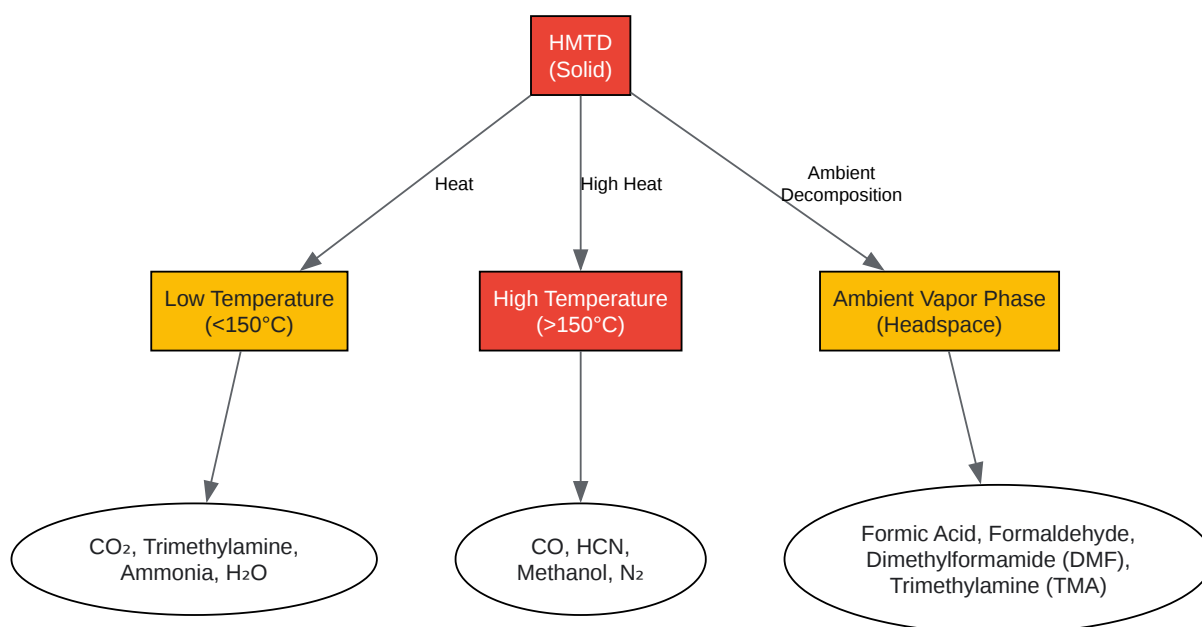 HMTD
(Solid)
Heat
High Heat
Ambient
Decomposition
Low Temperature
(<150°C)
High Temperature
(>150°C)
Ambient Vapor Phase
(Headspace)
CO₂, Trimethylamine,
Ammonia, H₂O
CO, HCN,
Methanol, N₂
Formic Acid, Formaldehyde,
Dimethylformamide (DMF),
Trimethylamine (TMA)